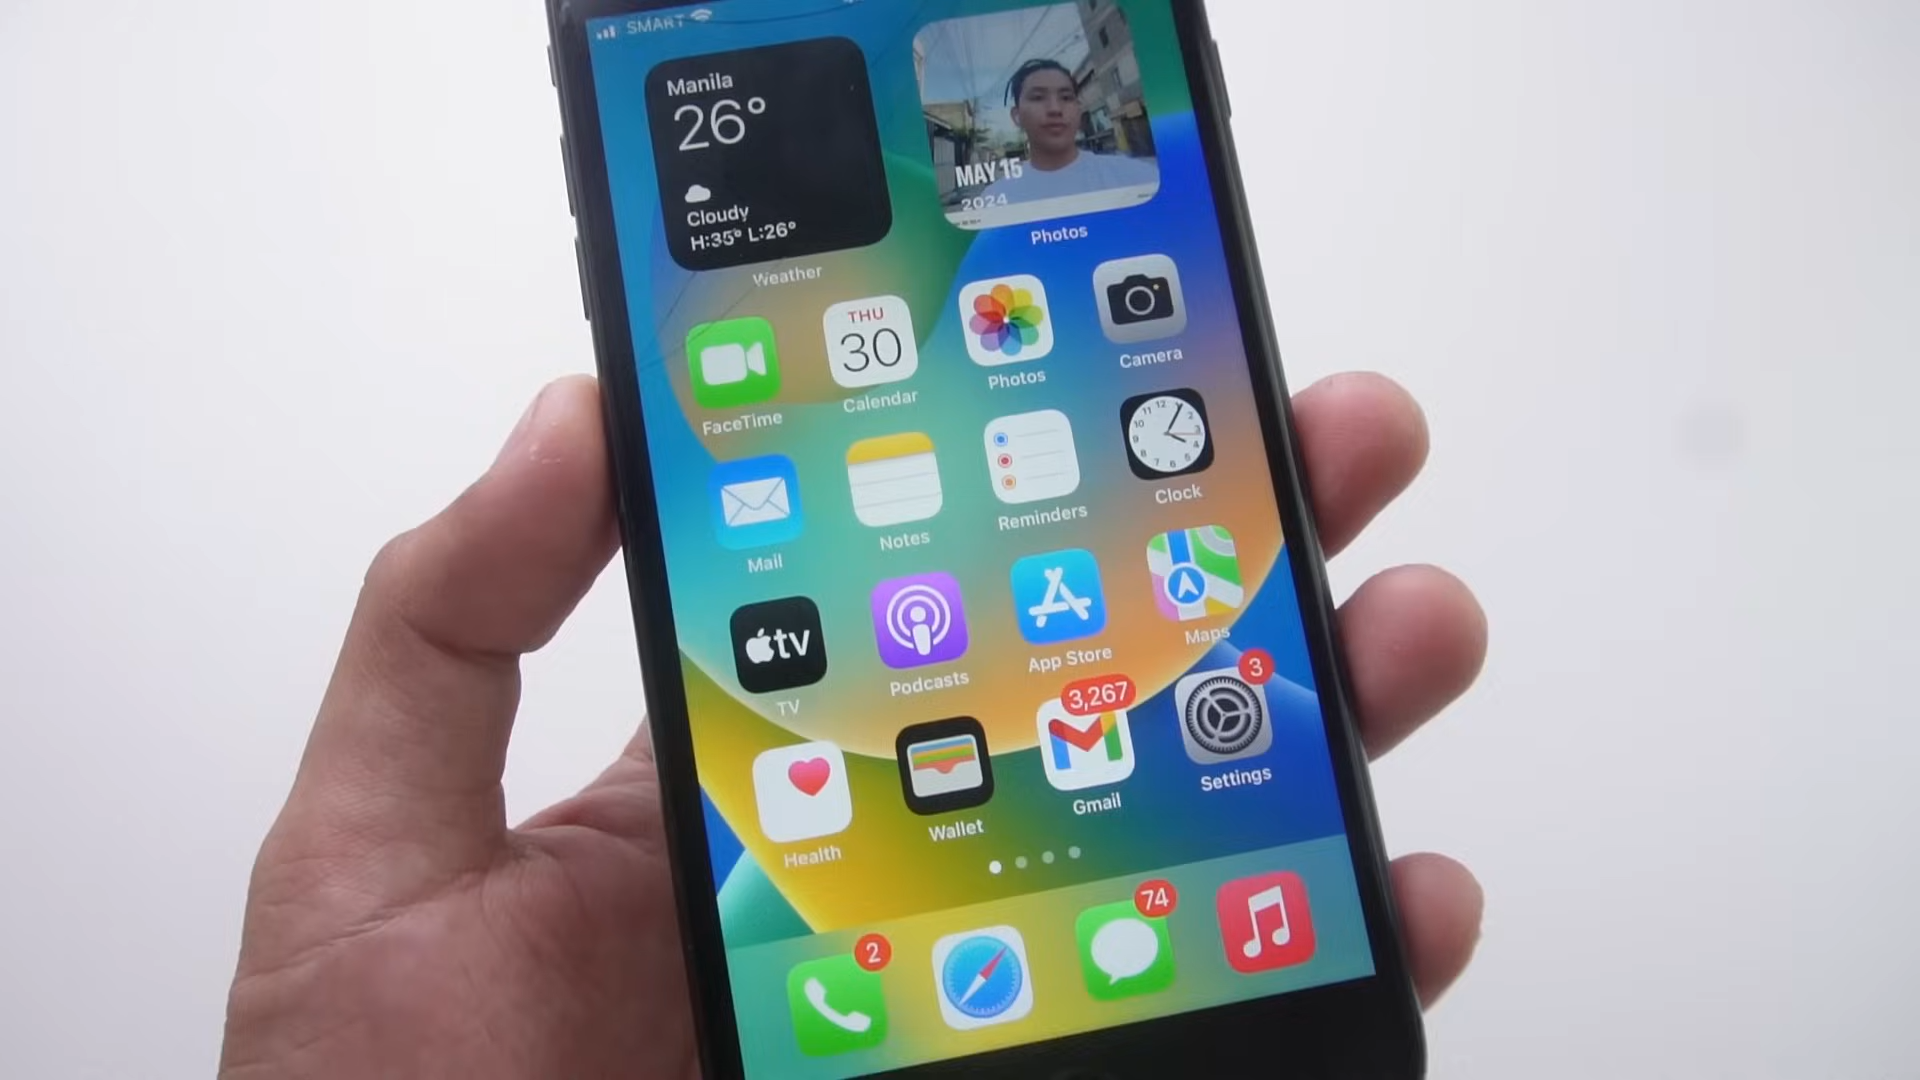 SMART
Manila
26°
Cloudy
H:35° L:26°
Weather
MAY 15
2024
Photos
FaceTime
THU
30
Calendar
Photos
Camera
Mail
Notes
Reminders
Clock
tv
TV
Podcasts
App Store
Maps
Health
Wallet
3,267
Gmail
3
Settings
2
74